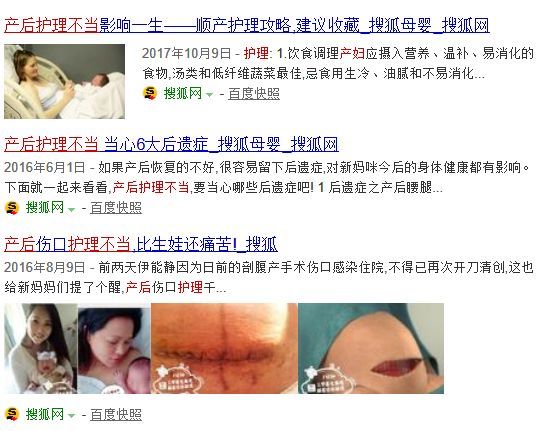 产后护理不当影响一生——顺产护理攻略,建议收藏_搜狐母婴_搜狐网
2017年10月9日 - 护理: 1.饮食调理产妇应摄入营养、温补、易消化的
食物,汤类和低纤维蔬菜最佳,忌食用生冷、油腻和不易消化...
搜狐网 - 百度快照
产后护理不当 当心6大后遗症_搜狐母婴_搜狐网
2016年6月1日 - 如果产后恢复的不好,很容易留下后遗症,对新妈咪今后的身体健康都有影响。
下面就一起来看看,产后护理不当,要当心哪些后遗症吧! 1 后遗症之产后腰腿...
搜狐网 - 百度快照
产后伤口护理不当,比生娃还痛苦!_搜狐
2016年8月9日 - 前两天伊能静因为日前的剖腹产手术伤口感染住院,不得已再次开刀清创,这也
给新妈妈们提了个醒,产后伤口护理千...
搜狐网 - 百度快照